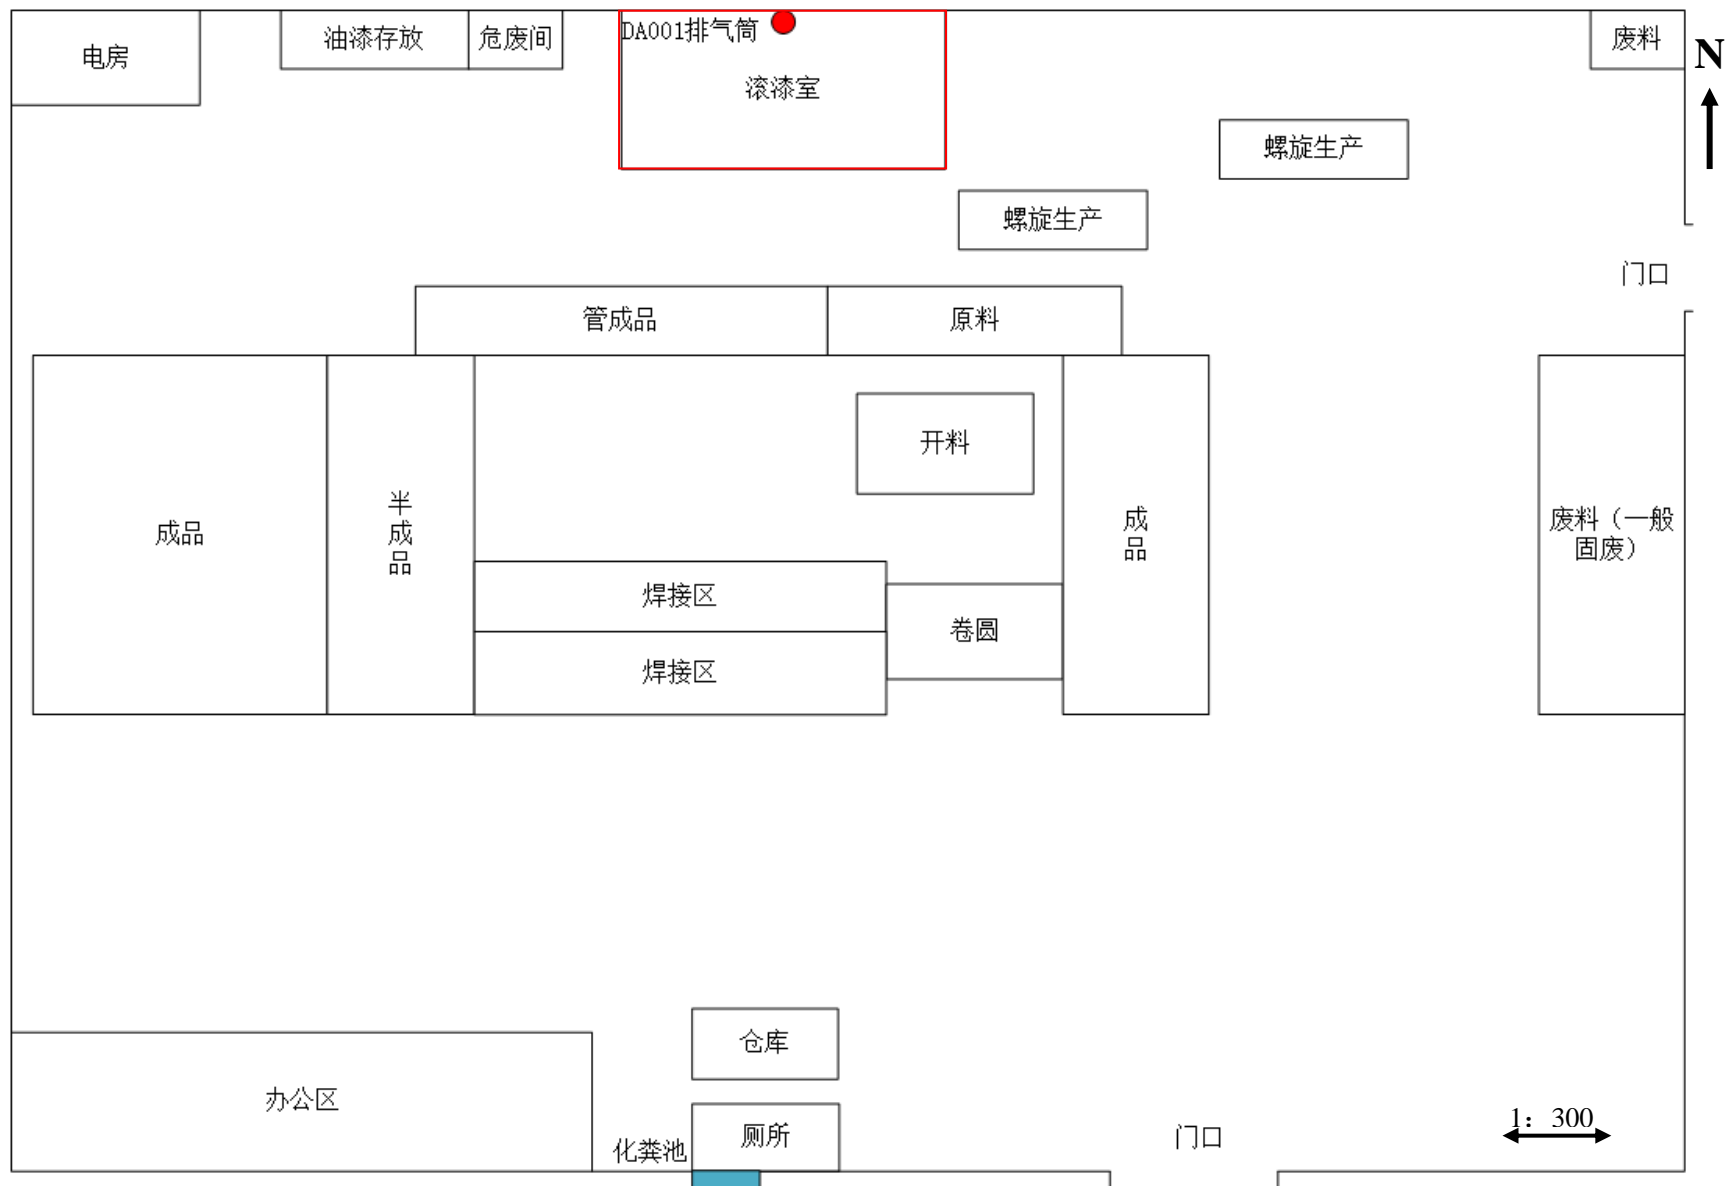 电房
油漆存放
危废间
DA001排气筒
滚漆室
废料
N
螺旋生产
螺旋生产
门口
管成品
原料
开料
成品
半
成
品
成
品
废料（一般
固废）
焊接区
卷圆
焊接区
仓库
办公区
厕所
化粪池
门口
1：300